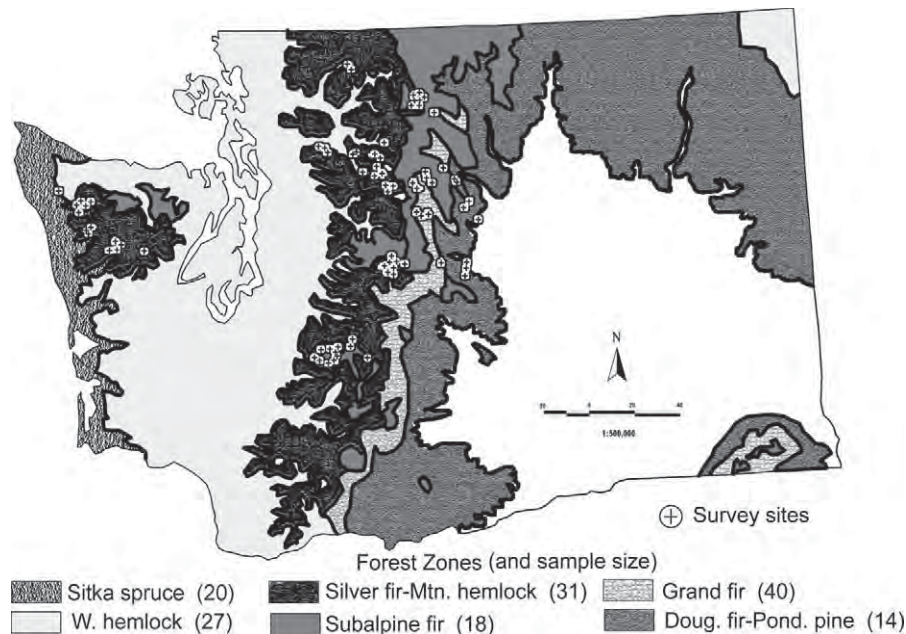 N
1:500,000
Survey sites
Forest Zones (and sample size)
Sitka spruce (20)
Silver fir-Mtn. hemlock (31)
Grand fir (40)
W. hemlock (27)
Subalpine fir (18)
Doug. fir-Pond. pine (14)